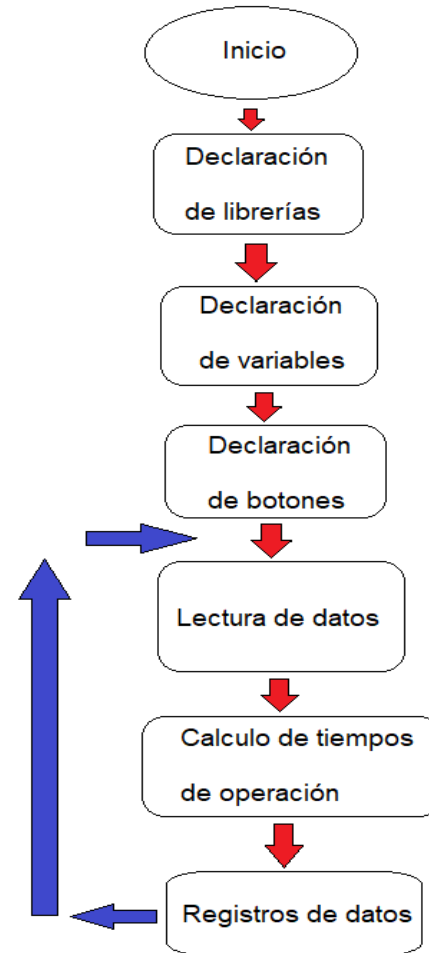 Inicio
Declaración
de librerías
Declaración
de variables
Declaración
de botones
Lectura de datos
Calculo de tiempos
de operación
Registros de datos